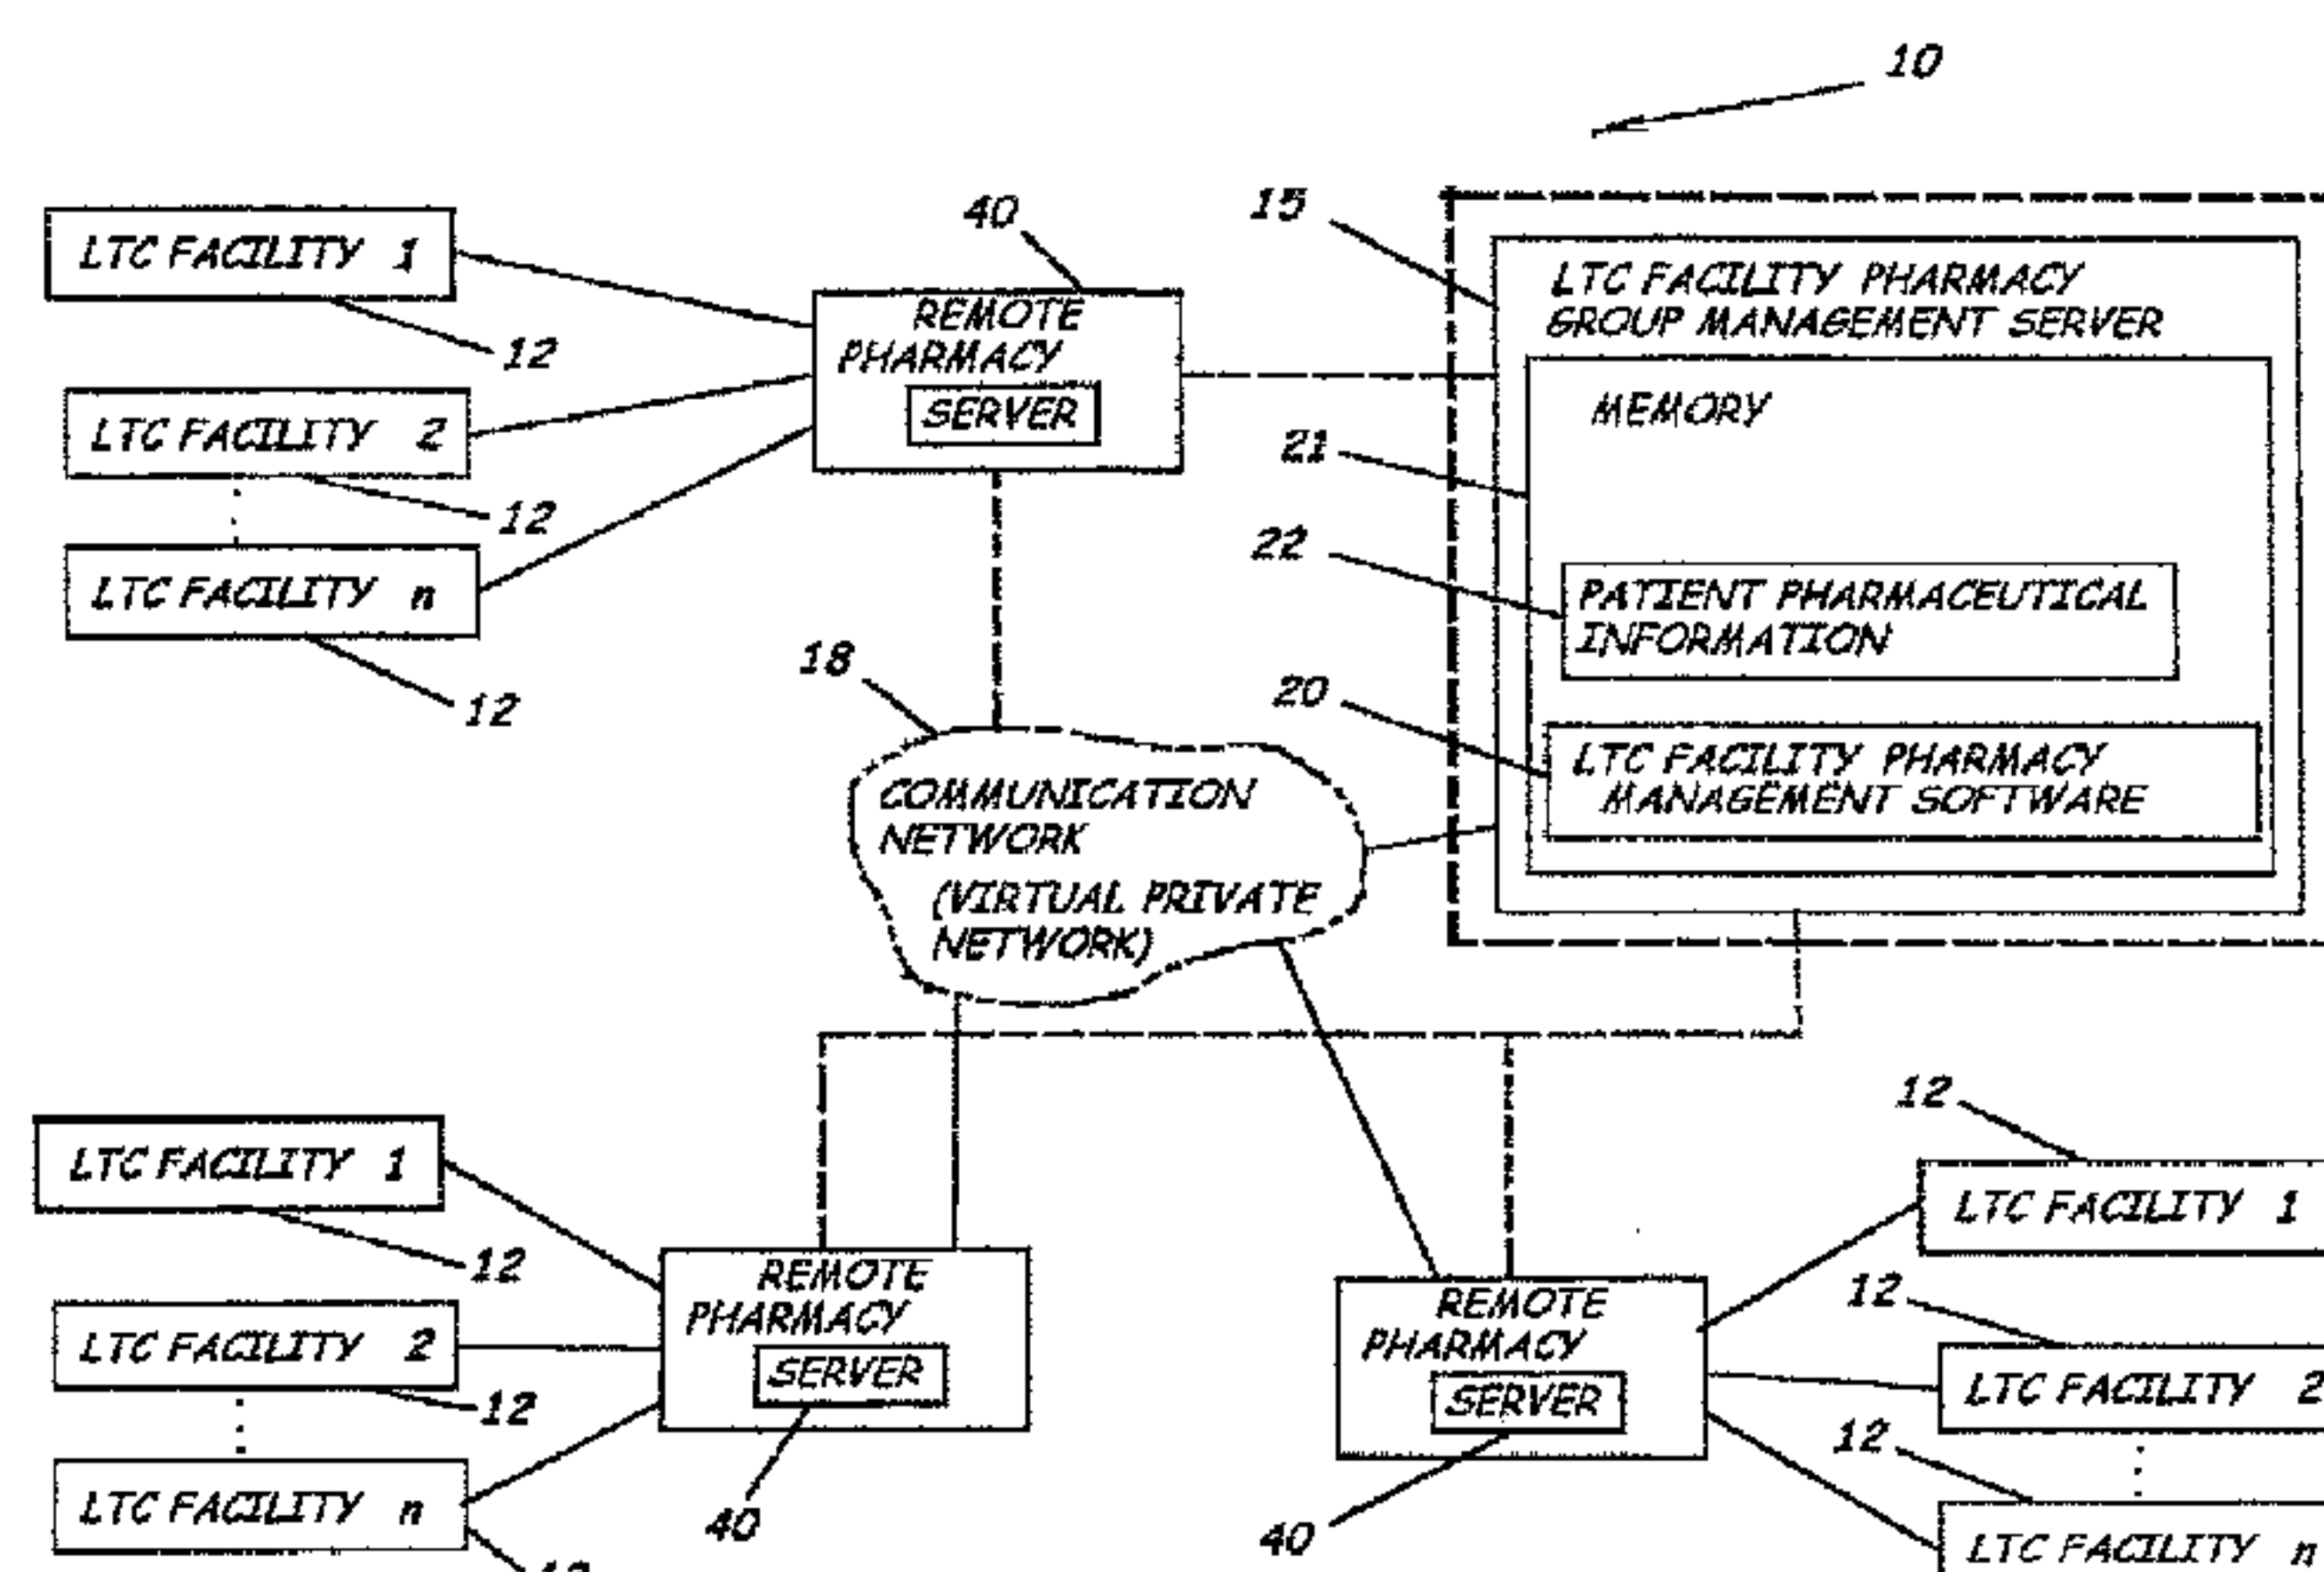 10
LTC FACILITY 1
12
LTC FACILITY 2
12
LTC FACILITY n
12
40
REMOTE
PHARMACY
SERVER
15
LTC FACILITY PHARMACY
GROUP MANAGEMENT SERVER
21
MEMORY
22
PATIENT PHARMACEUTICAL
INFORMATION
20
LTC FACILITY PHARMACY
MANAGEMENT SOFTWARE
18
COMMUNICATION
NETWORK
(VIRTUAL PRIVATE
NETWORK)
LTC FACILITY 1
12
LTC FACILITY 2
12
LTC FACILITY n
REMOTE
PHARMACY
SERVER
40
REMOTE
PHARMACY
SERVER
40
12
LTC FACILITY 1
12
LTC FACILITY 2
12
LTC FACILITY n